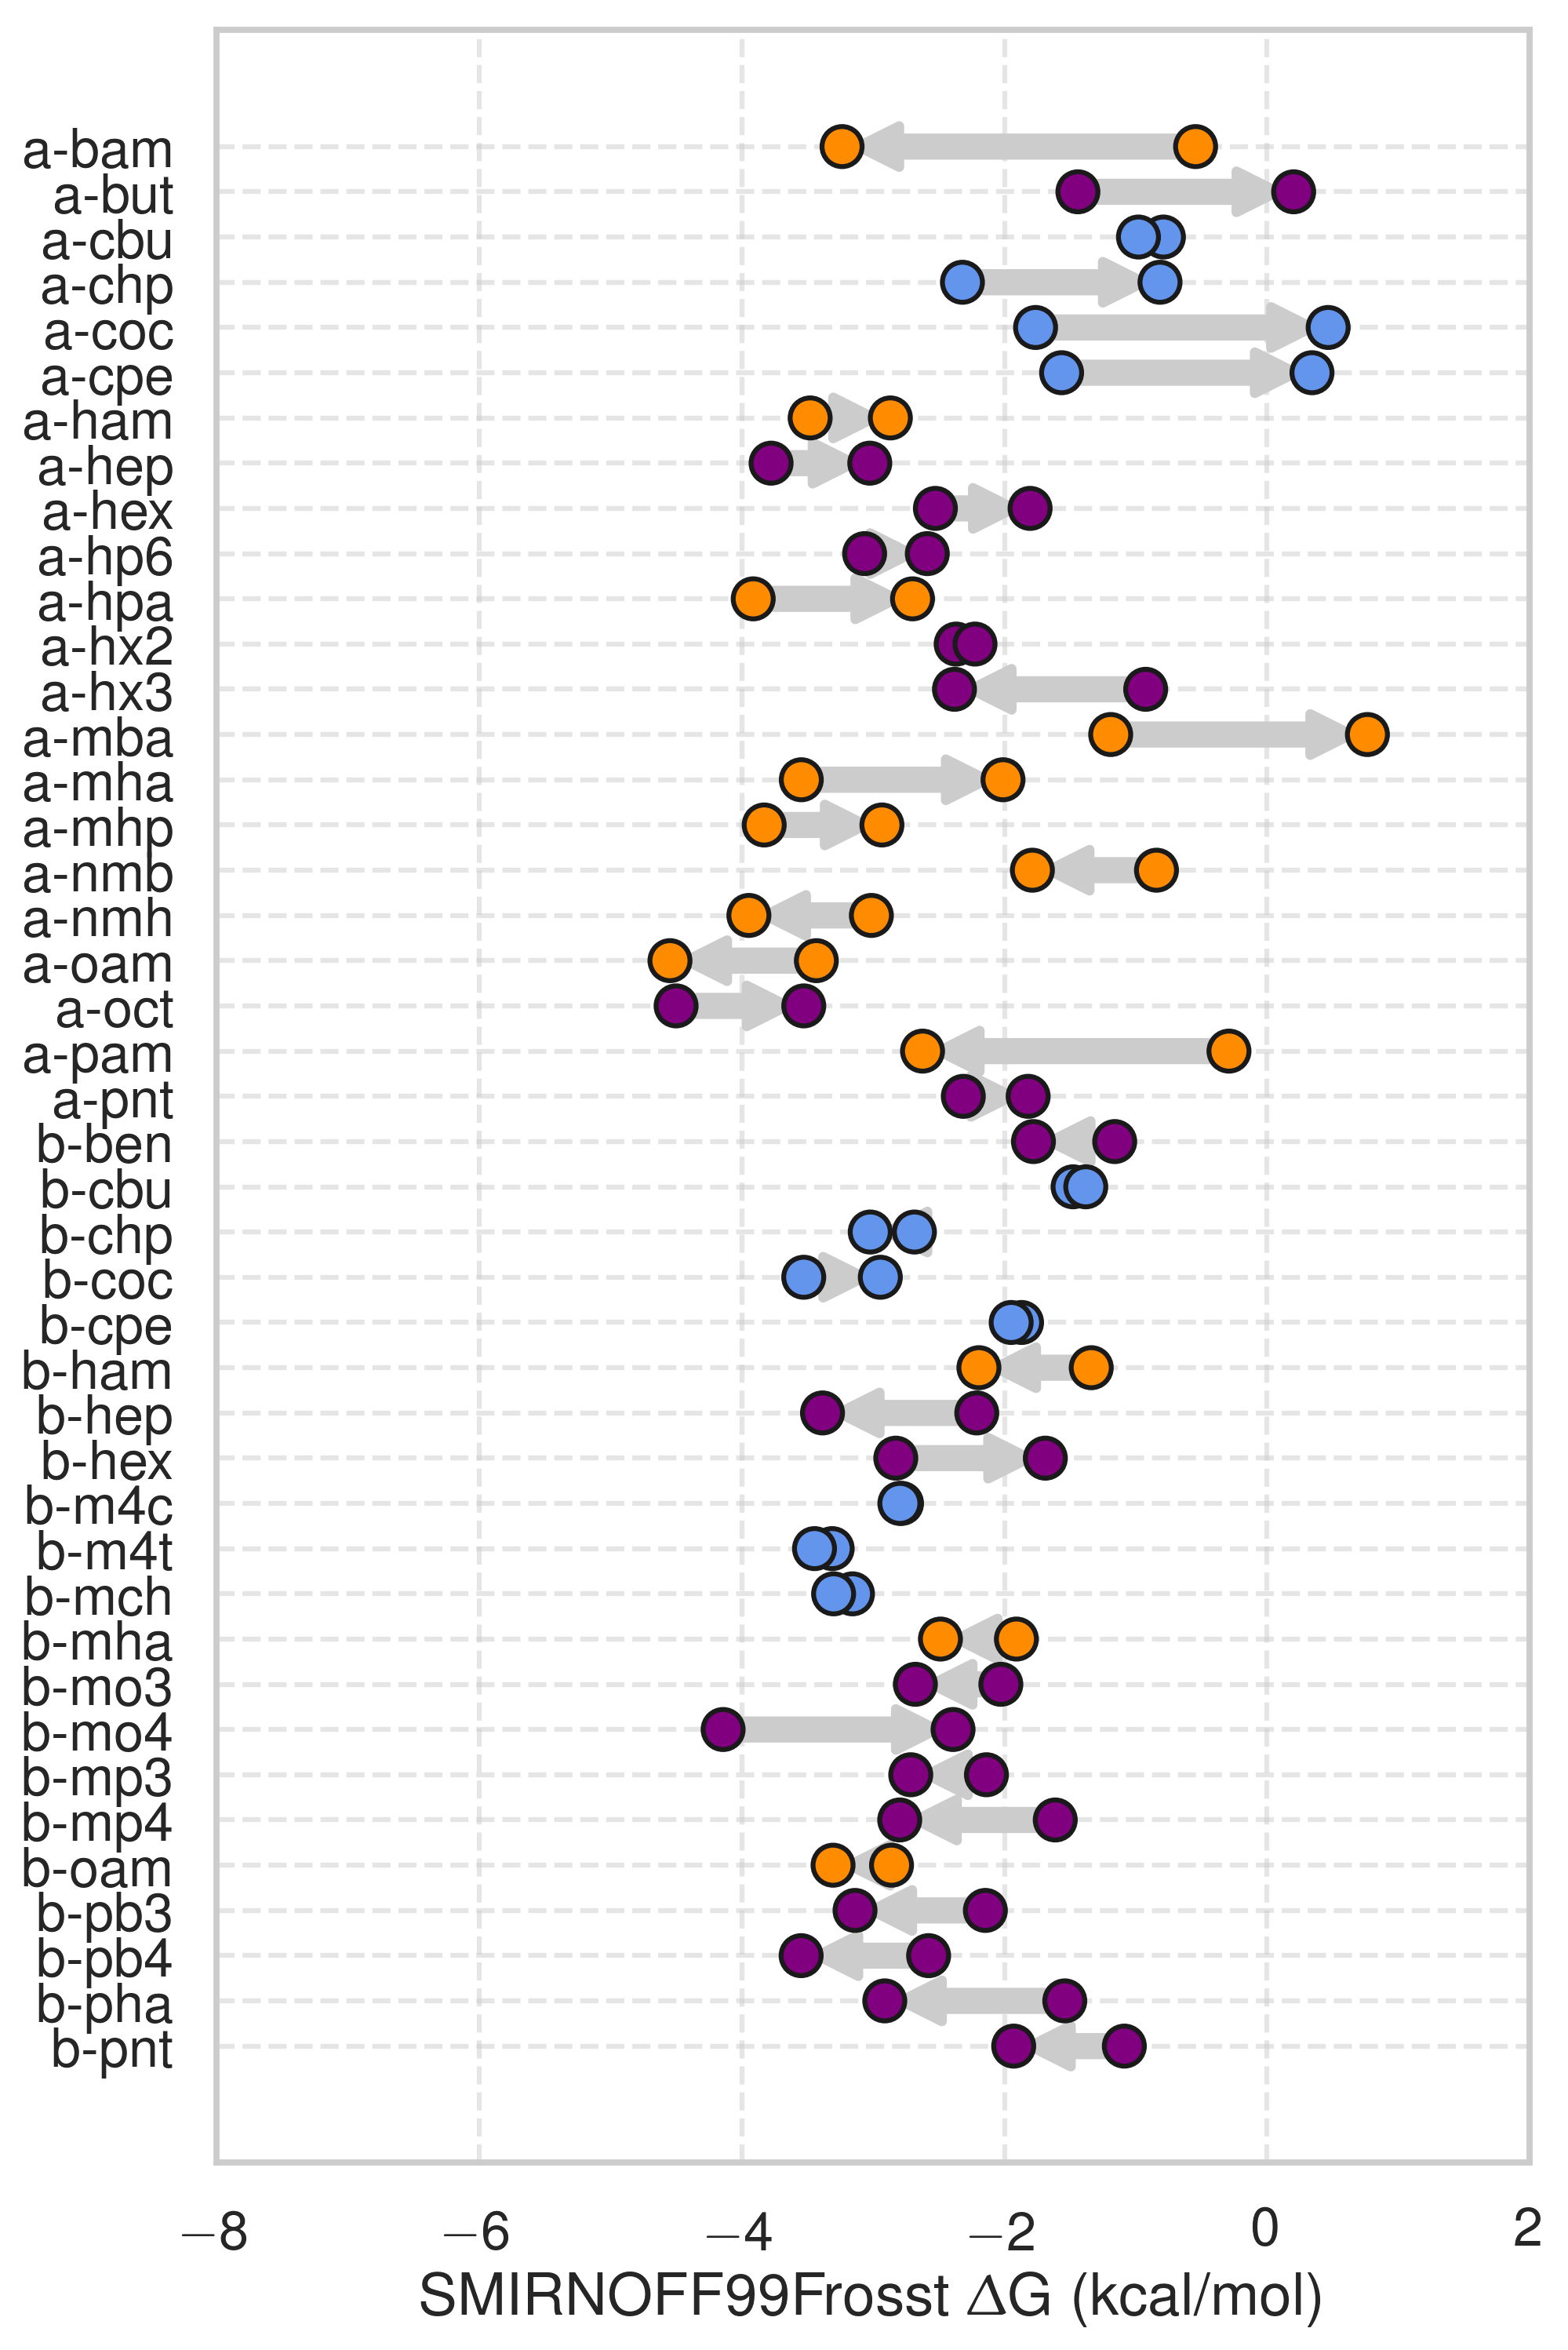 a-bam
a-but
a-cbu
a-chp
a-coc
a-cpe
a-ham
a-hep
a-hex
a-hp6
a-hpa
a-hx2
a-hx3
a-mba
a-mha
a-mhp
a-nmb
a-nmh
a-oam
a-oct
a-pam
a-pnt
b-ben
b-cbu
b-chp
b-coc
b-cpe
b-ham
b-hep
b-hex
b-m4c
b-m4t
b-mch
b-mha
b-mo3
b-mo4
b-mp3
b-mp4
b-oam
b-pb3
b-pb4
b-pha
b-pnt
−8 −6 −4 −2 0 2
SMIRNOFF99Frosst ΔG (kcal/mol)